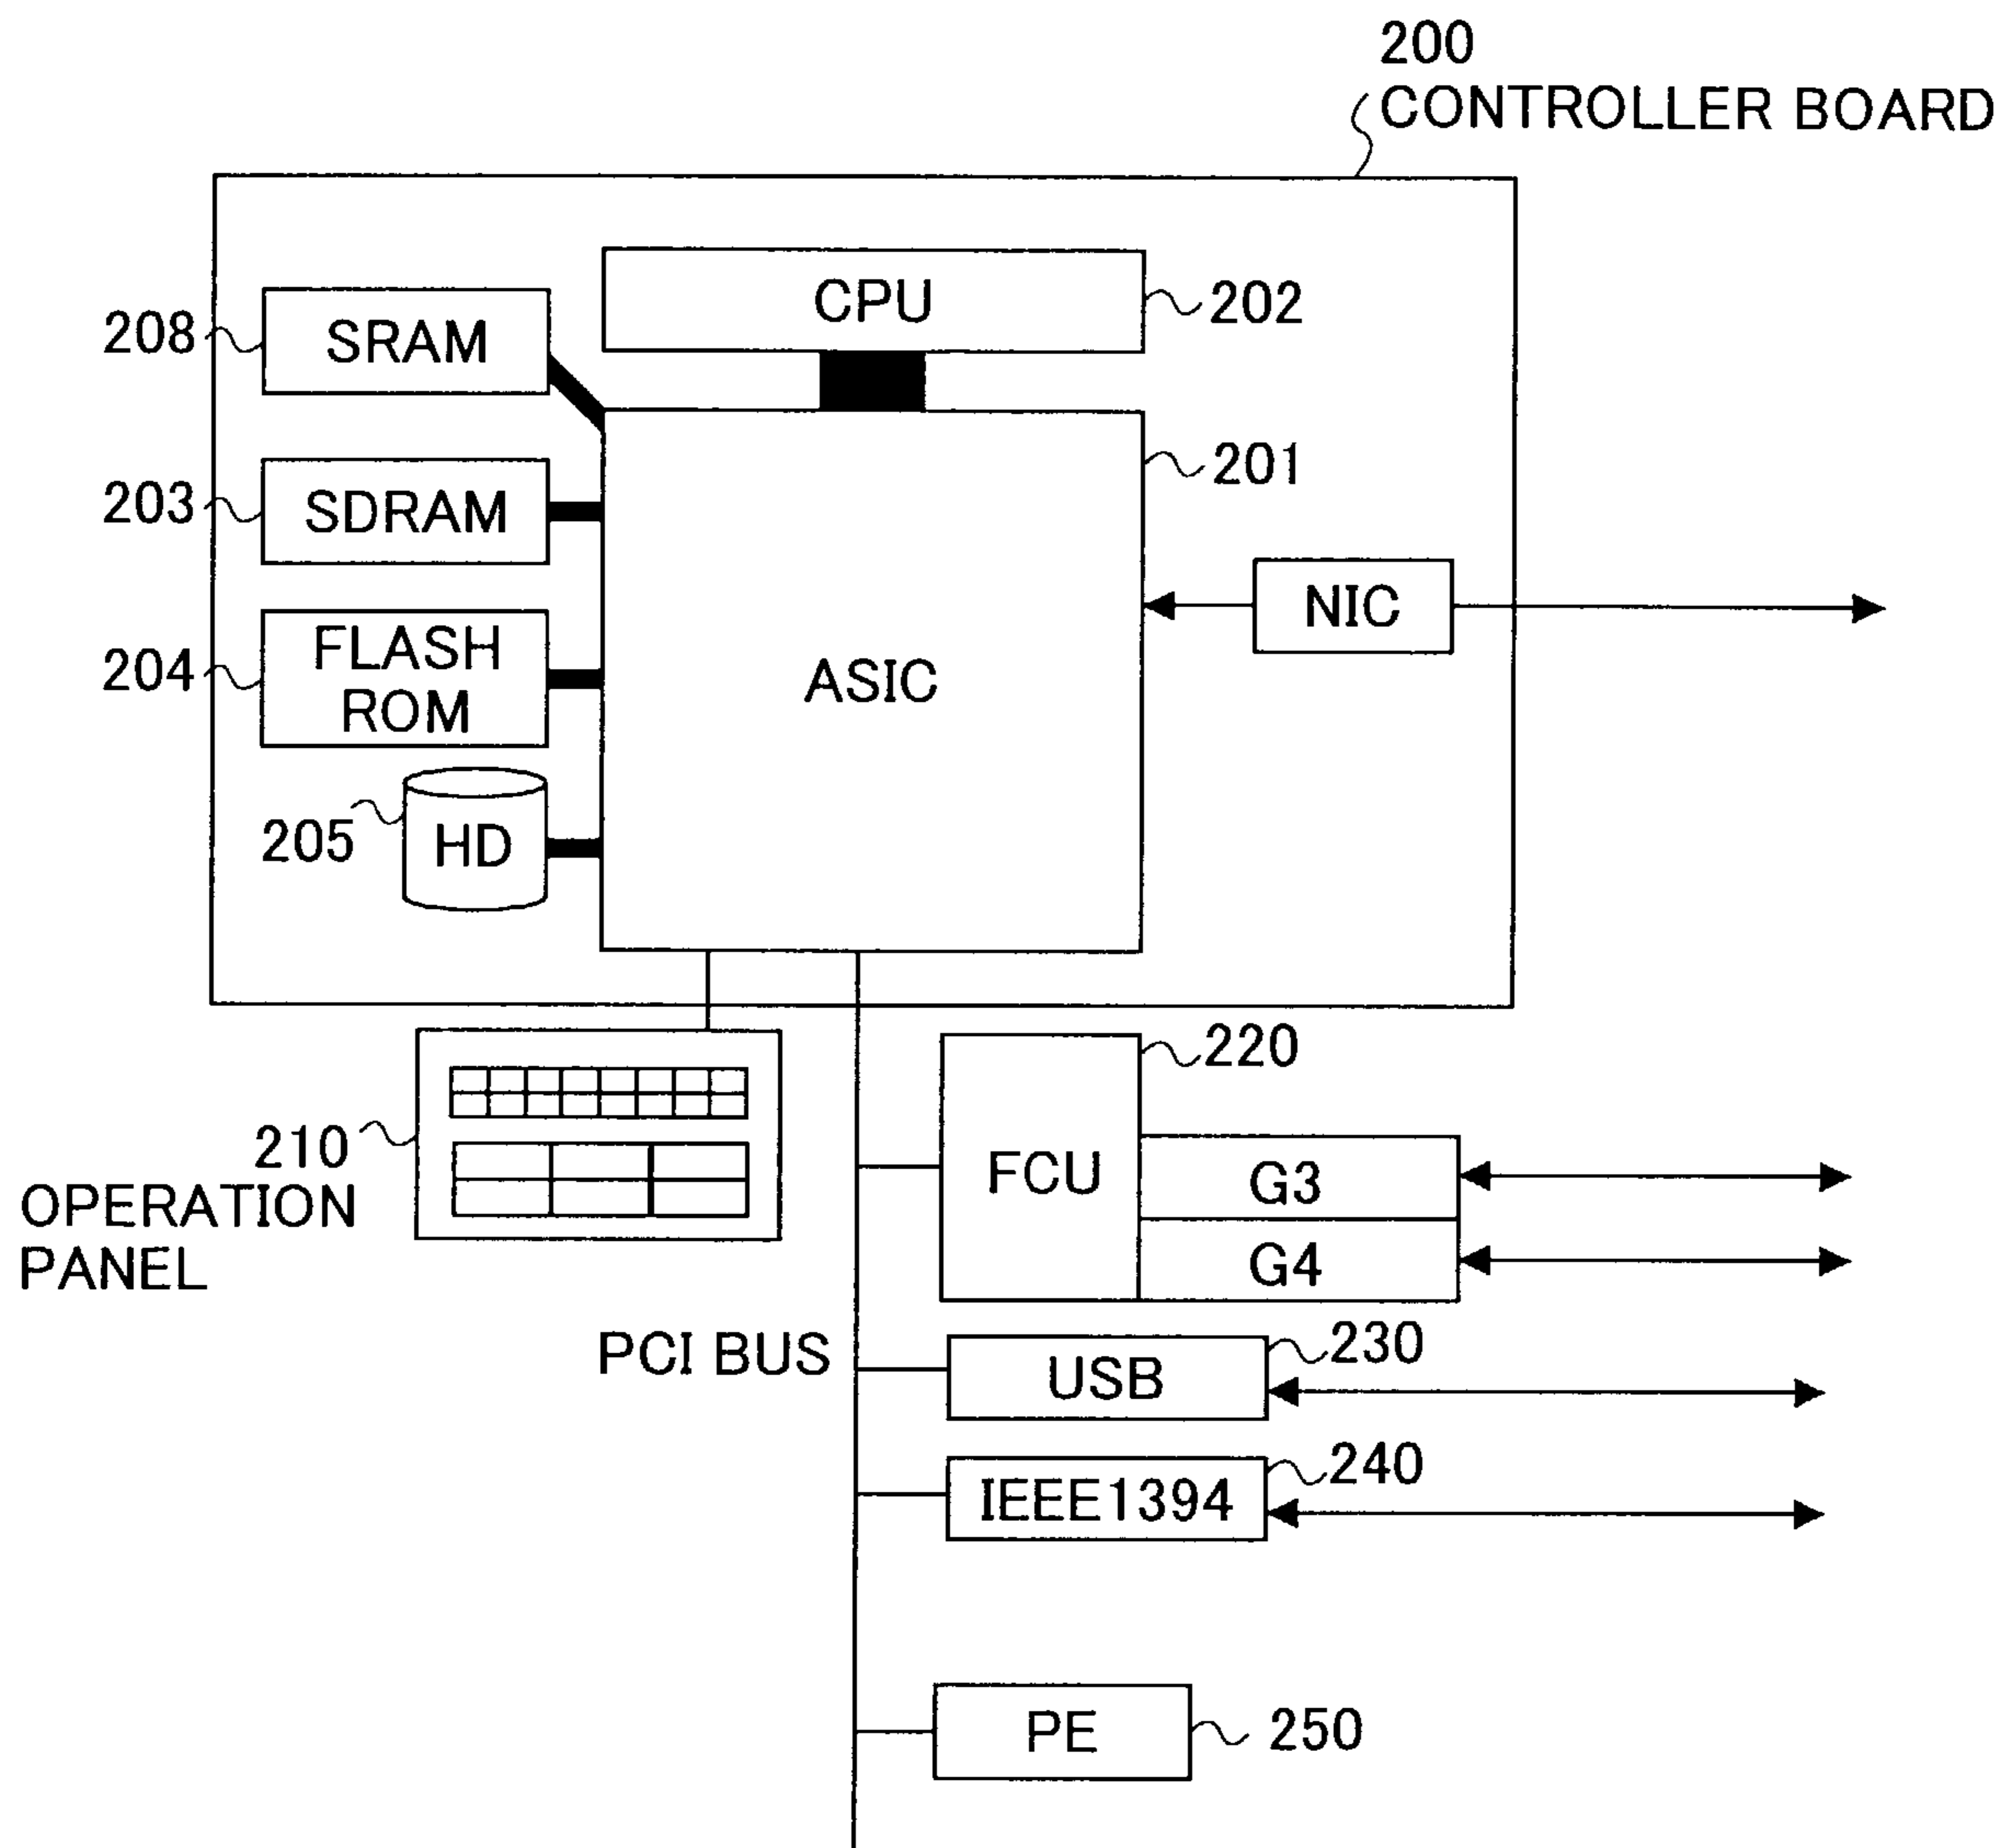 200
CONTROLLER BOARD
CPU
202
208
SRAM
201
203
SDRAM
NIC
204
FLASH
ROM
ASIC
205
HD
220
210
OPERATION
PANEL
FCU
G3
G4
PCI BUS
230
USB
240
IEEE1394
PE
250